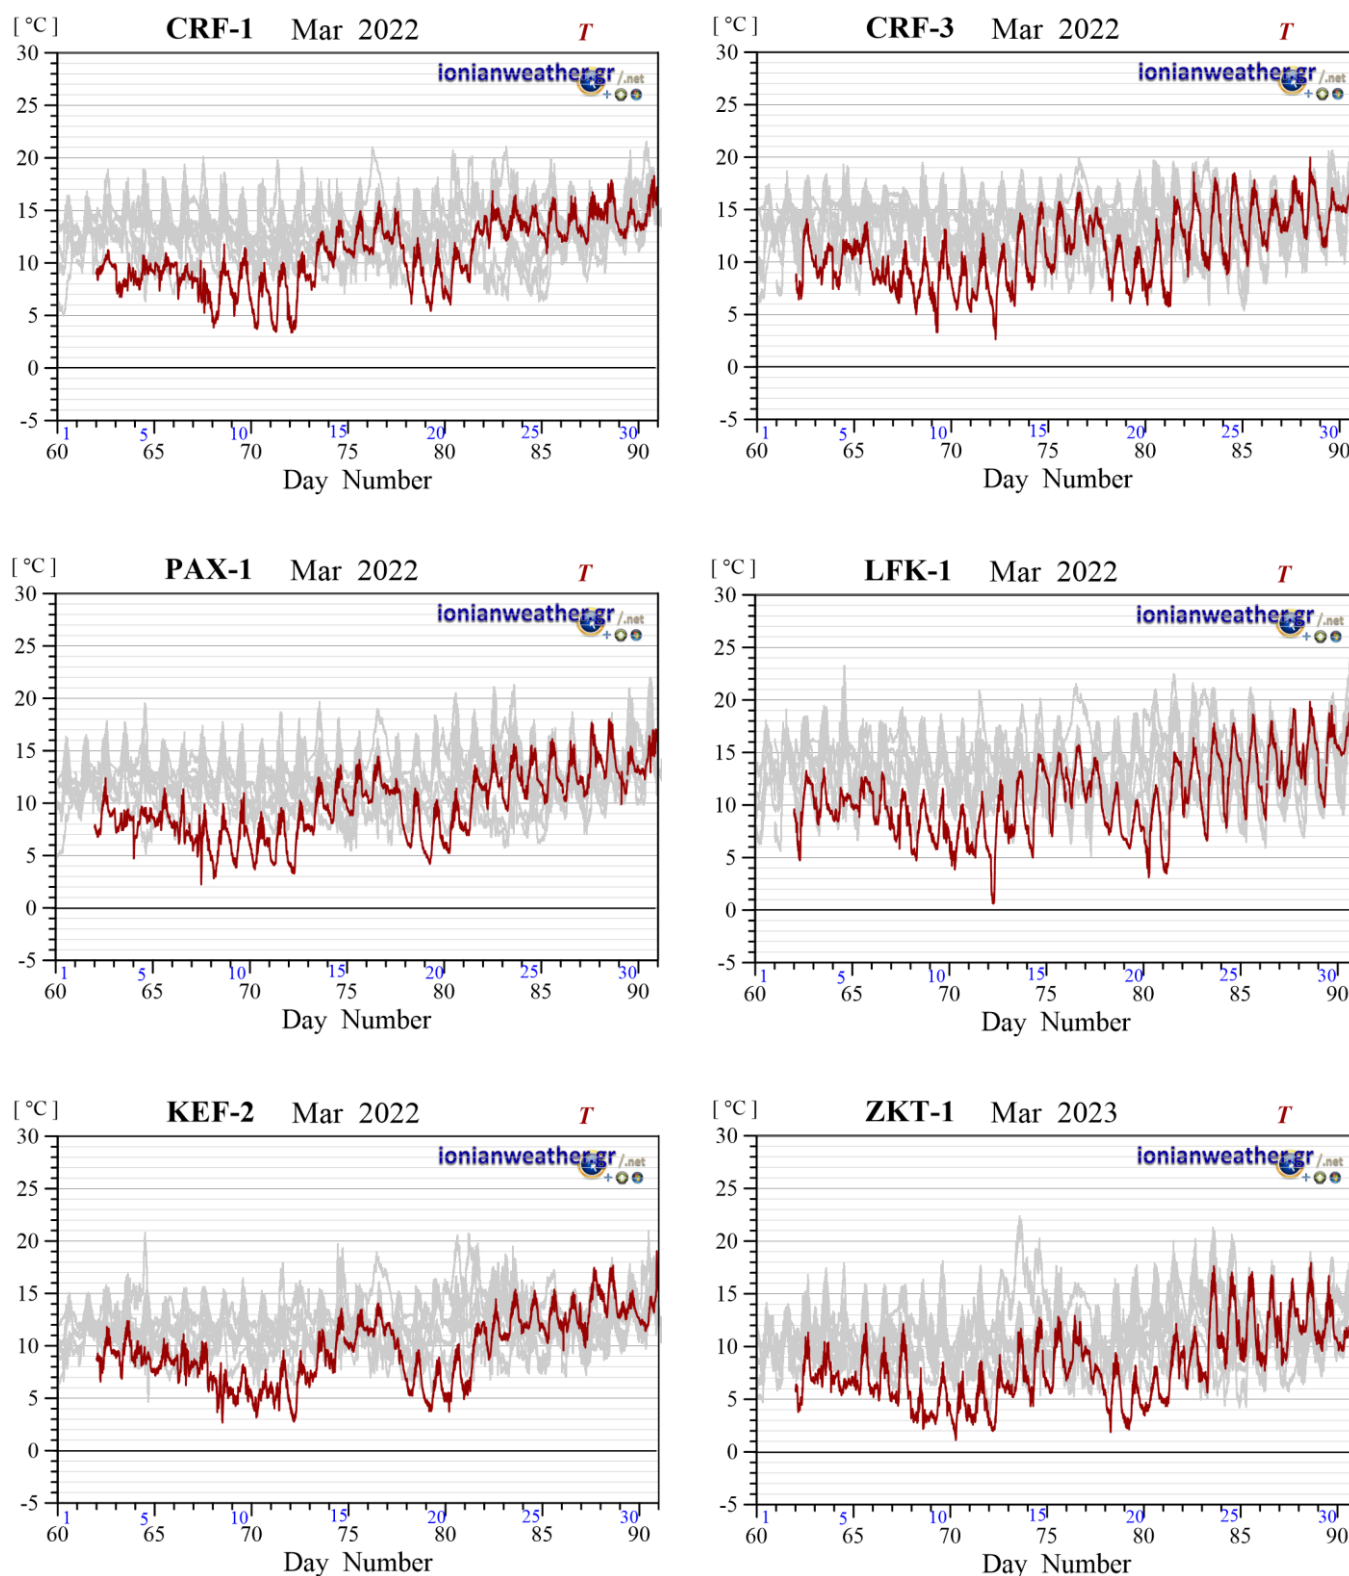 [ °C ] CRF-1 Mar 2022 T
ionianweather.gr /.net
30
25
20
15
10
5
0
-5
1 5 10 15 20 25 30
60 65 70 75 80 85 90
Day Number
[ °C ] CRF-3 Mar 2022 T
ionianweather.gr /.net
30
25
20
15
10
5
0
-5
1 5 10 15 20 25 30
60 65 70 75 80 85 90
Day Number
[ °C ] PAX-1 Mar 2022 T
ionianweather.gr /.net
30
25
20
15
10
5
0
-5
1 5 10 15 20 25 30
60 65 70 75 80 85 90
Day Number
[ °C ] LFK-1 Mar 2022 T
ionianweather.gr /.net
30
25
20
15
10
5
0
-5
1 5 10 15 20 25 30
60 65 70 75 80 85 90
Day Number
[ °C ] KEF-2 Mar 2022 T
ionianweather.gr /.net
30
25
20
15
10
5
0
-5
1 5 10 15 20 25 30
60 65 70 75 80 85 90
Day Number
[ °C ] ZKT-1 Mar 2023 T
ionianweather.gr /.net
30
25
20
15
10
5
0
-5
1 5 10 15 20 25 30
60 65 70 75 80 85 90
Day Number